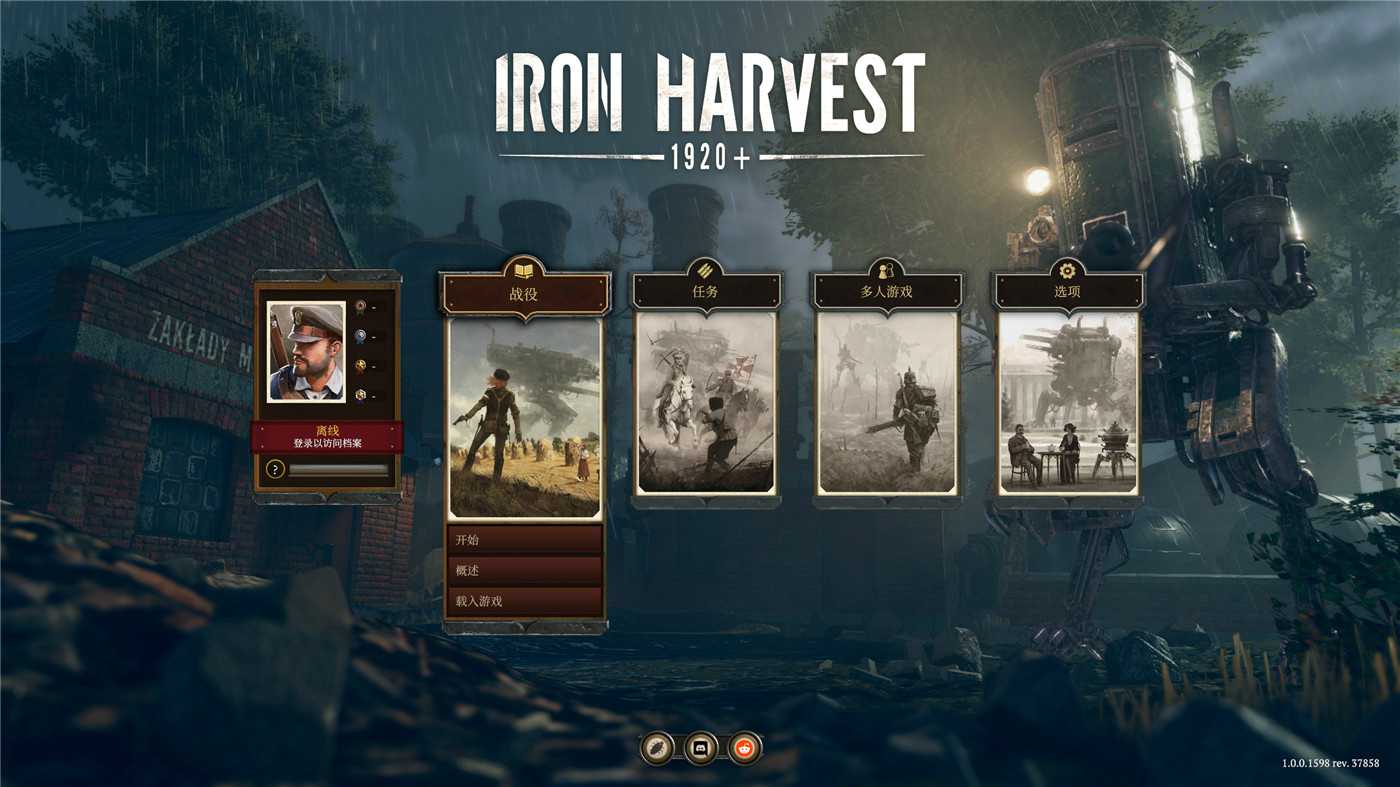 IRON HARVEST
1920+
ZAKŁADY M
战役
任务
多人游戏
选项
离线
登录以访问档案
?
开始
概述
载入游戏
1.0.0.1598 rev. 37858